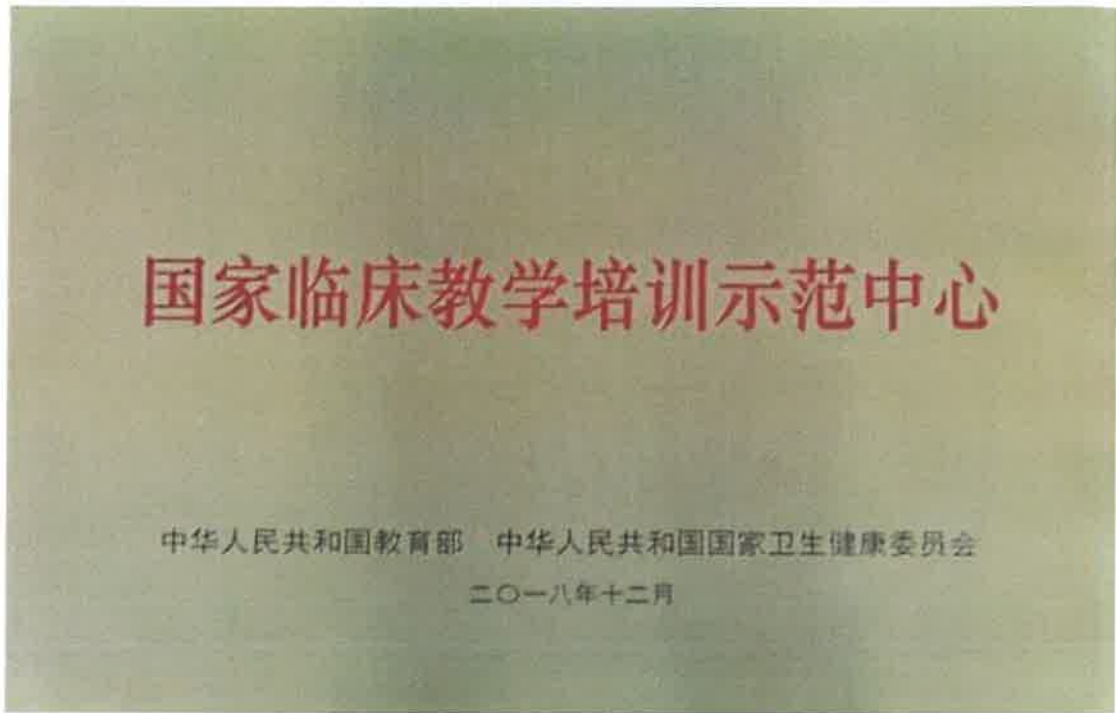 国家临床教学培训示范中心
中华人民共和国教育部 中华人民共和国国家卫生健康委员会
二〇一八年十二月